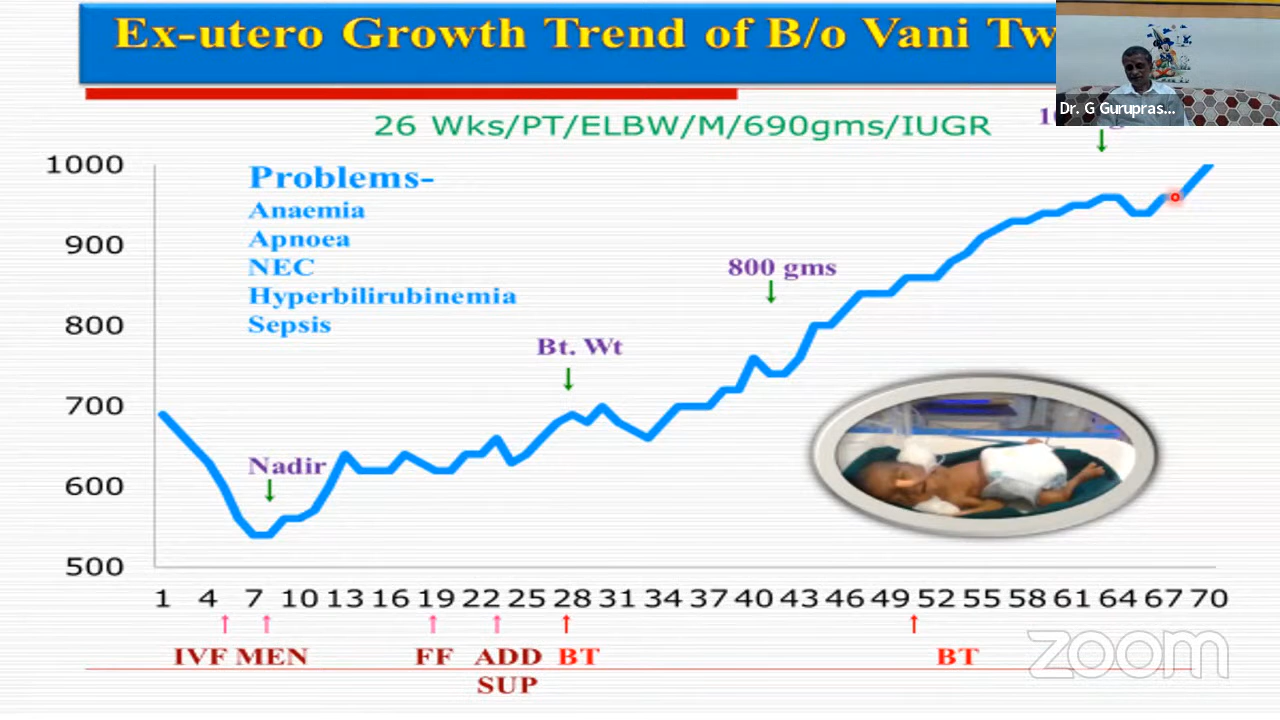 Ex-utero Growth Trend of B/o Vani
Dr. G Gurupras...
26 Wks/PT/ELBW/M/690gms/IUGR
Problems-
Anaemia
Apnoea
NEC
Hyperbilirubinemia
Sepsis
1000
900
800
700
600
500
Nadir
Bt. Wt
800 gms
1 4 7 10 13 16 19 22 25 28 31 34 37 40 43 46 49 52 55 58 61 64 67 70
IVF MEN FF ADD BT BT
SUP
zoom